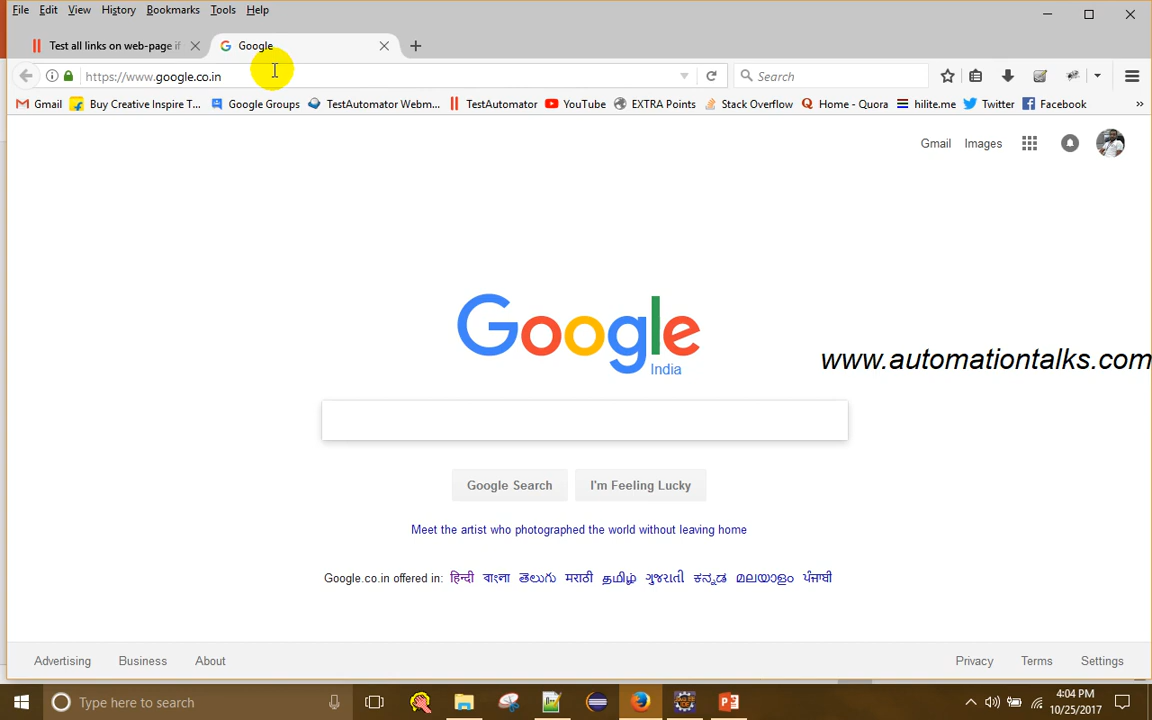 File Edit View History Bookmarks Tools Help
Test all links on web-page if
Google
https://www.google.co.in
Search
Gmail Buy Creative Inspire T... Google Groups TestAutomator Webm... TestAutomator YouTube EXTRA Points Stack Overflow Home - Quora hilite.me Twitter Facebook »
Gmail Images
Google
India
www.automationtalks.com
Google Search I'm Feeling Lucky
Meet the artist who photographed the world without leaving home
Google.co.in offered in: हिन्दी বাংলা తెలుగు मराठी தமிழ் ગુજરાતી ಕನ್ನಡ മലയാളം ਪੰਜਾਬੀ
Advertising Business About Privacy Terms Settings
Type here to search
4:04 PM
10/25/2017